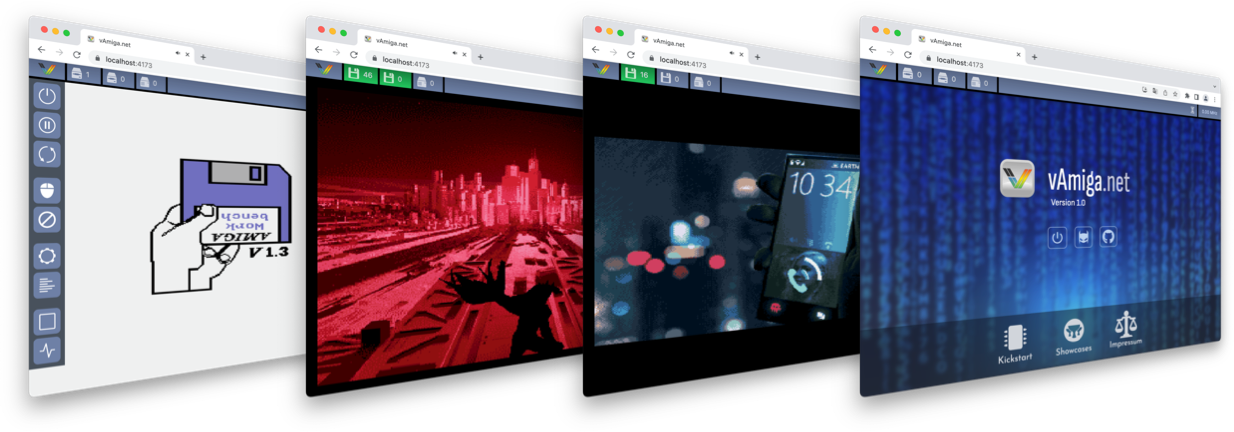 vAmiga.net
localhost:4173
1
0
0
Work
bench
AMIGA
V 1.3
vAmiga.net
localhost:4173
46
0
0
vAmiga.net
localhost:4173
16
0
0
EARTH
10 34
vAmiga.net
localhost:4173
0
0
0
vAmiga.net
Version 1.0
Kickstart
Showcases
Impressum